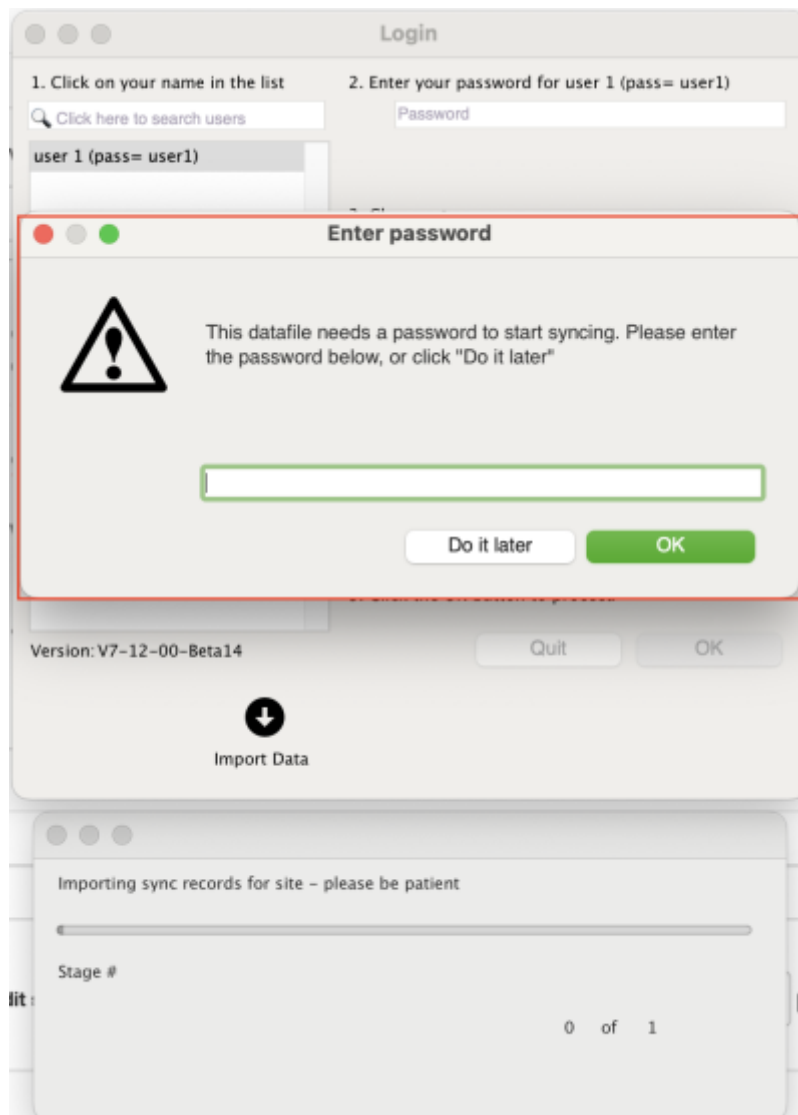 Login
1. Click on your name in the list
2. Enter your password for user 1 (pass= user1)
Click here to search users
Password
user 1 (pass= user1)
Enter password
This datafile needs a password to start syncing. Please enter
the password below, or click "Do it later"
Do it later
OK
Version: V7-12-00-Beta14
Quit
OK
Import Data
Importing sync records for site – please be patient
Stage #
0 of 1